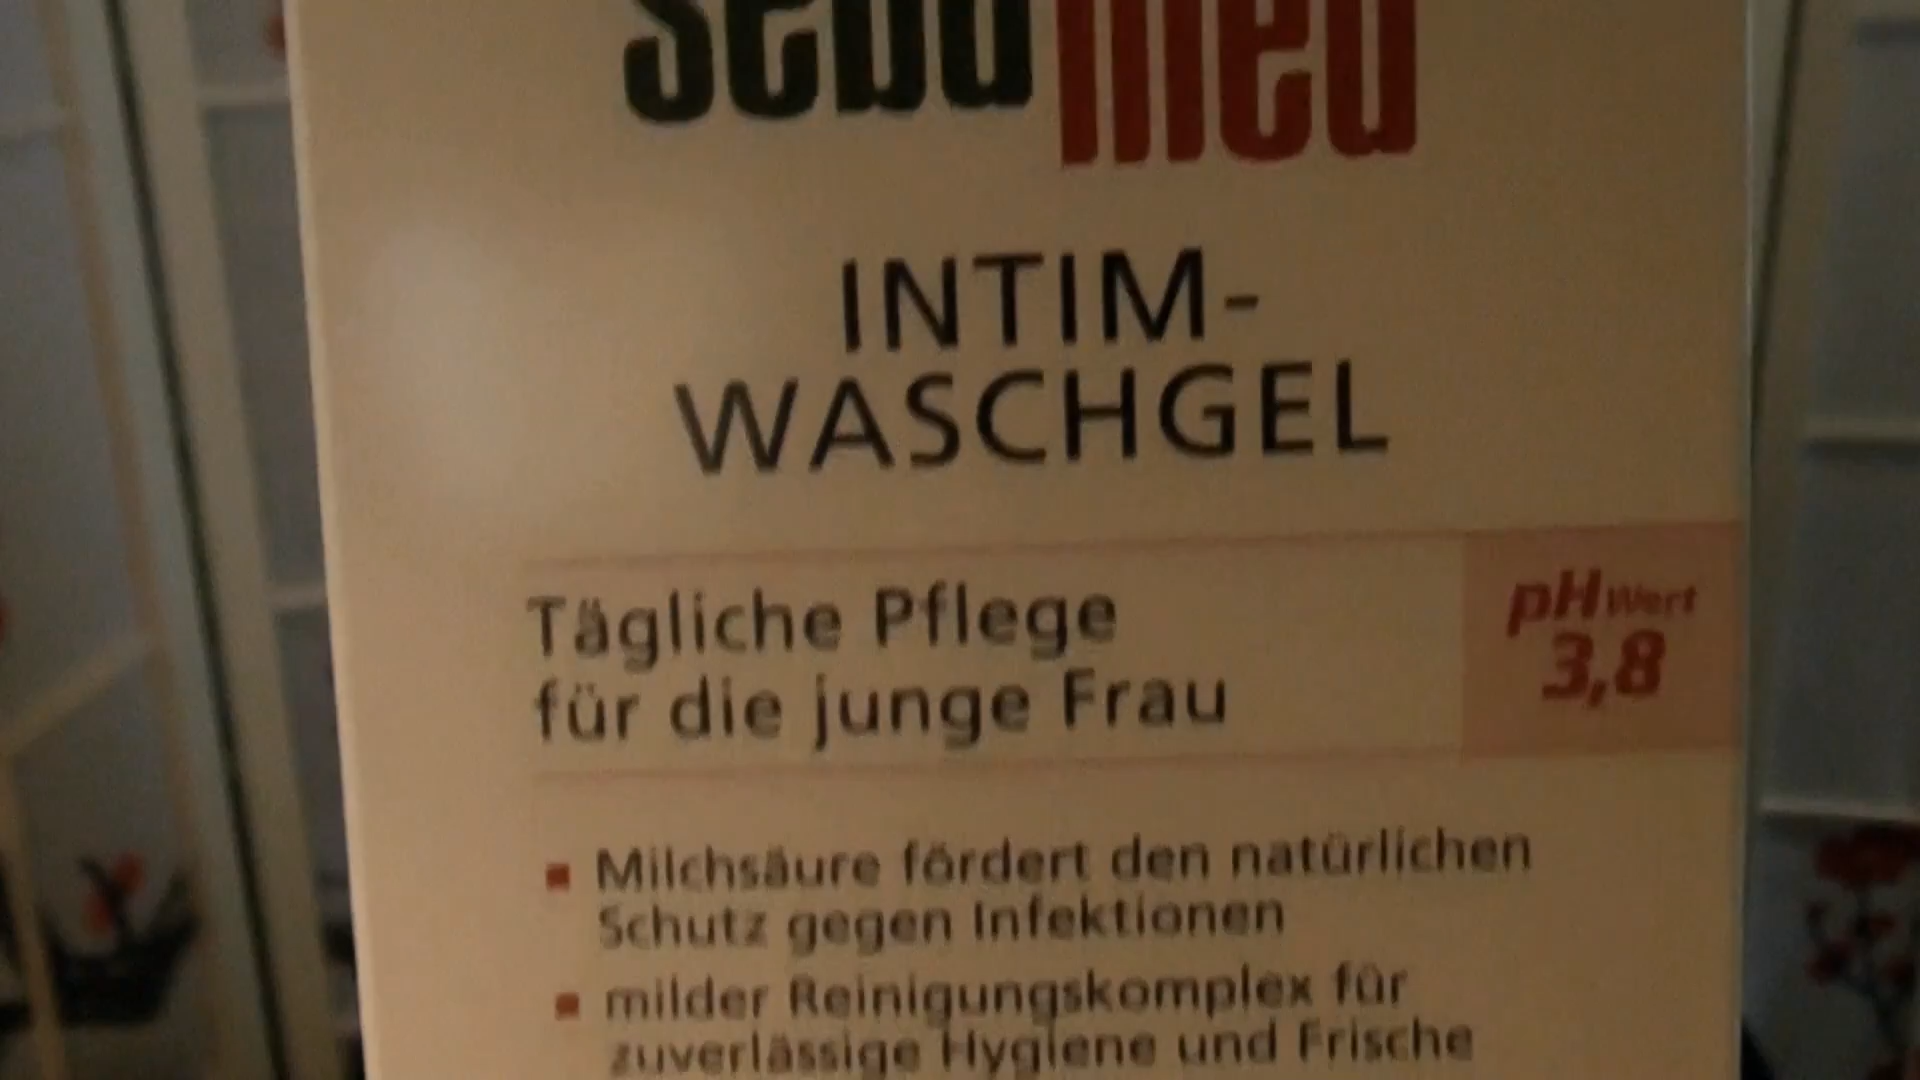 sebamed
INTIM-
WASCHGEL
Tägliche Pflege
für die junge Frau
pH Wert
3,8
Milchsäure fördert den natürlichen
Schutz gegen Infektionen
milder Reinigungskomplex für
zuverlässige Hygiene und Frische